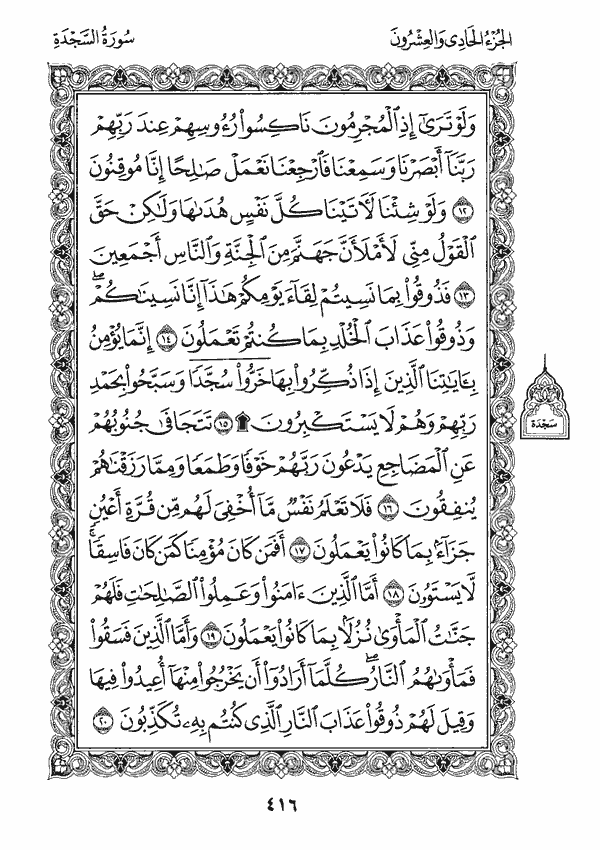 الجُزْءُ الحَادِى وَالعِشْرُونَ
سُورَةُ السَّجْدَةِ
وَلَوْ تَرَىٰٓ إِذِ ٱلْمُجْرِمُونَ نَاكِسُوا۟ رُءُوسِهِمْ عِندَ رَبِّهِمْ
رَبَّنَآ أَبْصَرْنَا وَسَمِعْنَا فَٱرْجِعْنَا نَعْمَلْ صَـٰلِحًا إِنَّا مُوقِنُونَ
١٢ وَلَوْ شِئْنَا لَـَٔاتَيْنَا كُلَّ نَفْسٍ هُدَىٰهَا وَلَـٰكِنْ حَقَّ
ٱلْقَوْلُ مِنِّى لَأَمْلَأَنَّ جَهَنَّمَ مِنَ ٱلْجِنَّةِ وَٱلنَّاسِ أَجْمَعِينَ
١٣ فَذُوقُوا۟ بِمَا نَسِيتُمْ لِقَآءَ يَوْمِكُمْ هَـٰذَآ إِنَّا نَسِينَـٰكُمْ ۖ
وَذُوقُوا۟ عَذَابَ ٱلْخُلْدِ بِمَا كُنتُمْ تَعْمَلُونَ ١٤ إِنَّمَا يُؤْمِنُ
بِـَٔايَـٰتِنَا ٱلَّذِينَ إِذَا ذُكِّرُوا۟ بِهَا خَرُّوا۟ سُجَّدًا وَسَبَّحُوا۟ بِحَمْدِ
رَبِّهِمْ وَهُمْ لَا يَسْتَكْبِرُونَ ۩ ١٥ تَتَجَافَىٰ جُنُوبُهُمْ
سَجْدَة
عَنِ ٱلْمَضَاجِعِ يَدْعُونَ رَبَّهُمْ خَوْفًا وَطَمَعًا وَمِمَّا رَزَقْنَـٰهُمْ
يُنفِقُونَ ١٦ فَلَا تَعْلَمُ نَفْسٌ مَّآ أُخْفِىَ لَهُم مِّن قُرَّةِ أَعْيُنٍ
جَزَآءًۢ بِمَا كَانُوا۟ يَعْمَلُونَ ١٧ أَفَمَن كَانَ مُؤْمِنًا كَمَن كَانَ فَاسِقًا ۚ
لَّا يَسْتَوُۥنَ ١٨ أَمَّا ٱلَّذِينَ ءَامَنُوا۟ وَعَمِلُوا۟ ٱلصَّـٰلِحَـٰتِ فَلَهُمْ
جَنَّـٰتُ ٱلْمَأْوَىٰ نُزُلًۢا بِمَا كَانُوا۟ يَعْمَلُونَ ١٩ وَأَمَّا ٱلَّذِينَ فَسَقُوا۟
فَمَأْوَىٰهُمُ ٱلنَّارُ ۖ كُلَّمَآ أَرَادُوٓا۟ أَن يَخْرُجُوا۟ مِنْهَآ أُعِيدُوا۟ فِيهَا
وَقِيلَ لَهُمْ ذُوقُوا۟ عَذَابَ ٱلنَّارِ ٱلَّذِى كُنتُم بِهِۦ تُكَذِّبُونَ ٢٠
٤١٦